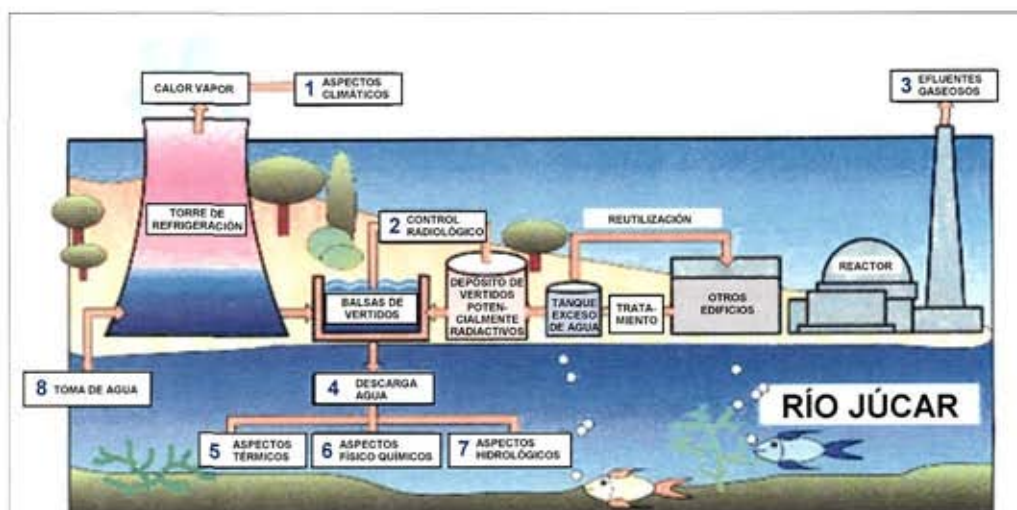 CALOR VAPOR
1 ASPECTOS
CLIMÁTICOS
3 EFLUENTES
GASEOSOS
TORRE DE
REFRIGERACIÓN
2 CONTROL
RADIOLÓGICO
REUTILIZACIÓN
BALSAS DE
VERTIDOS
DEPÓSITO DE
VERTIDOS
POTEN-
CIALMENTE
RADIACTIVOS
TANQUE
EXCESO
DE AGUA
TRATA-
MIENTO
OTROS
EDIFICIOS
REACTOR
8 TOMA DE AGUA
4 DESCARGA
AGUA
5 ASPECTOS
TÉRMICOS
6 ASPECTOS
FÍSICO QUÍMICOS
7 ASPECTOS
HIDROLÓGICOS
RÍO JÚCAR